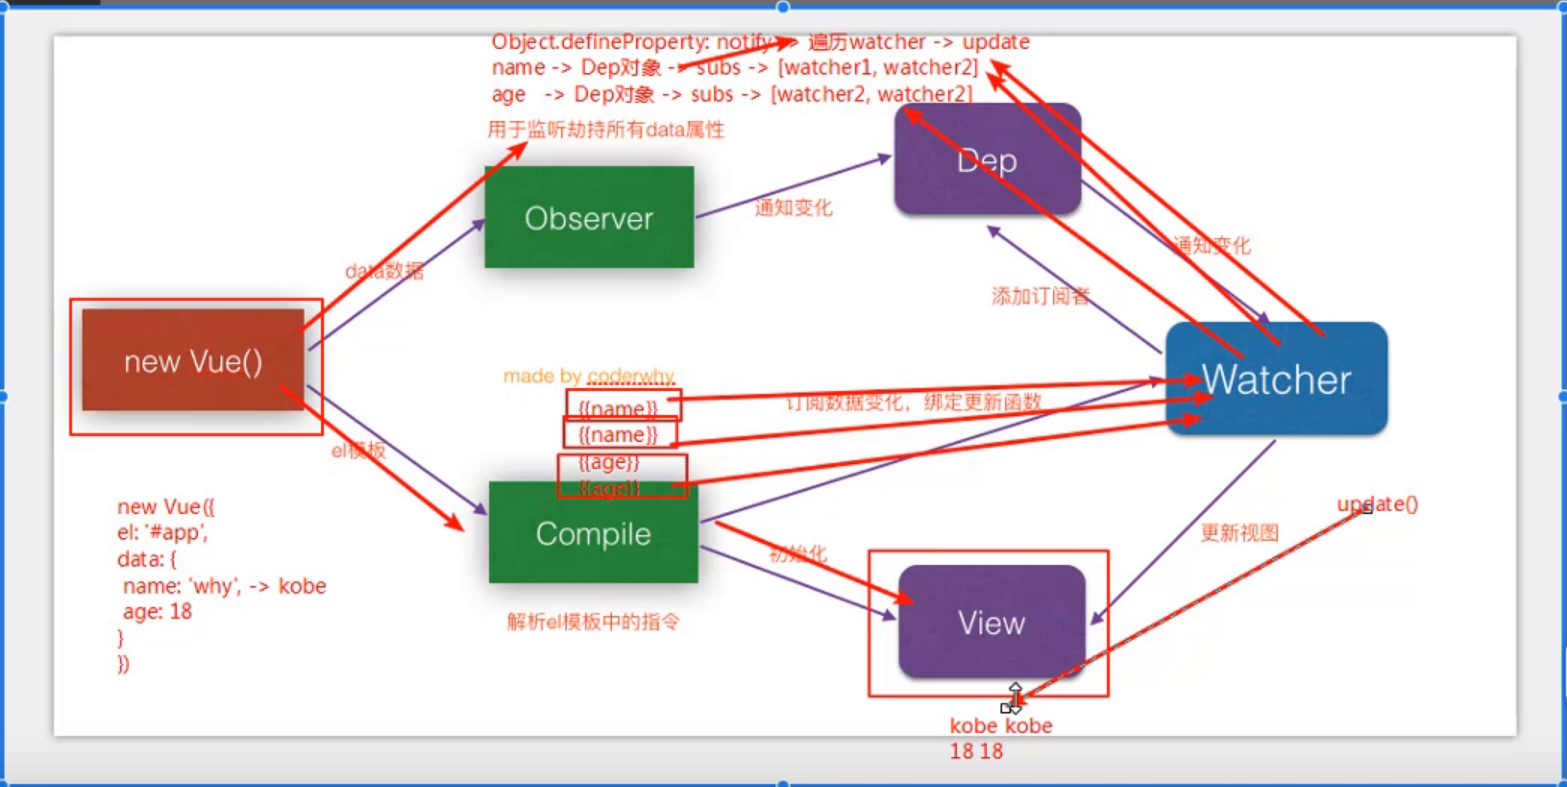 Object.defineProperty: notify -> 遍历watcher -> update
name -> Dep对象 -> subs -> [watcher1, watcher2]
age -> Dep对象 -> subs -> [watcher2, watcher2]
用于监听劫持所有data属性
Dep
Observer
通知变化
通知变化
data数据
添加订阅者
new Vue()
made by coderwhy
Watcher
{{name}}
订阅数据变化，绑定更新函数
{{name}}
el模板
{{age}}
{{age}}
new Vue({
el: '#app',
data: {
name: 'why', -> kobe
age: 18
}
})
Compile
update()
更新视图
初始化
解析el模板中的指令
View
kobe kobe
18 18